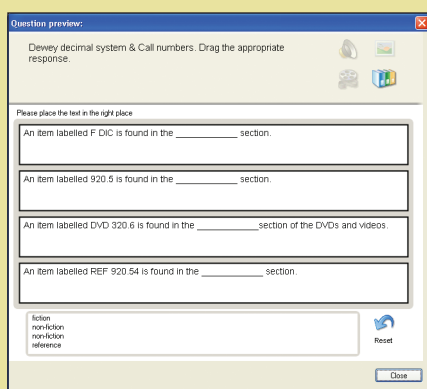 Question preview:
Dewey decimal system & Call numbers. Drag the appropriate
response.
Please place the text in the right place
An item labelled F DIC is found in the ____________ section.
An item labelled 920.5 is found in the ____________ section.
An item labelled DVD 320.6 is found in the ____________section of the DVDs and videos.
An item labelled REF 920.54 is found in the ____________ section.
fiction
non-fiction
non-fiction
reference
Reset
Close